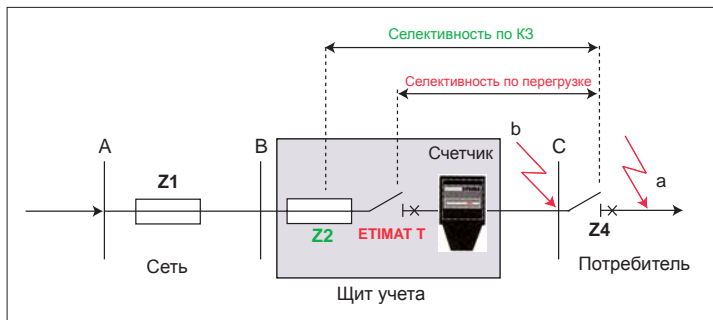 Селективность по КЗ
Селективность по перегрузке
A
B
b
C
Счетчик
Z1
a
Z2
ETIMAT T
Z4
Сеть
Потребитель
Щит учета